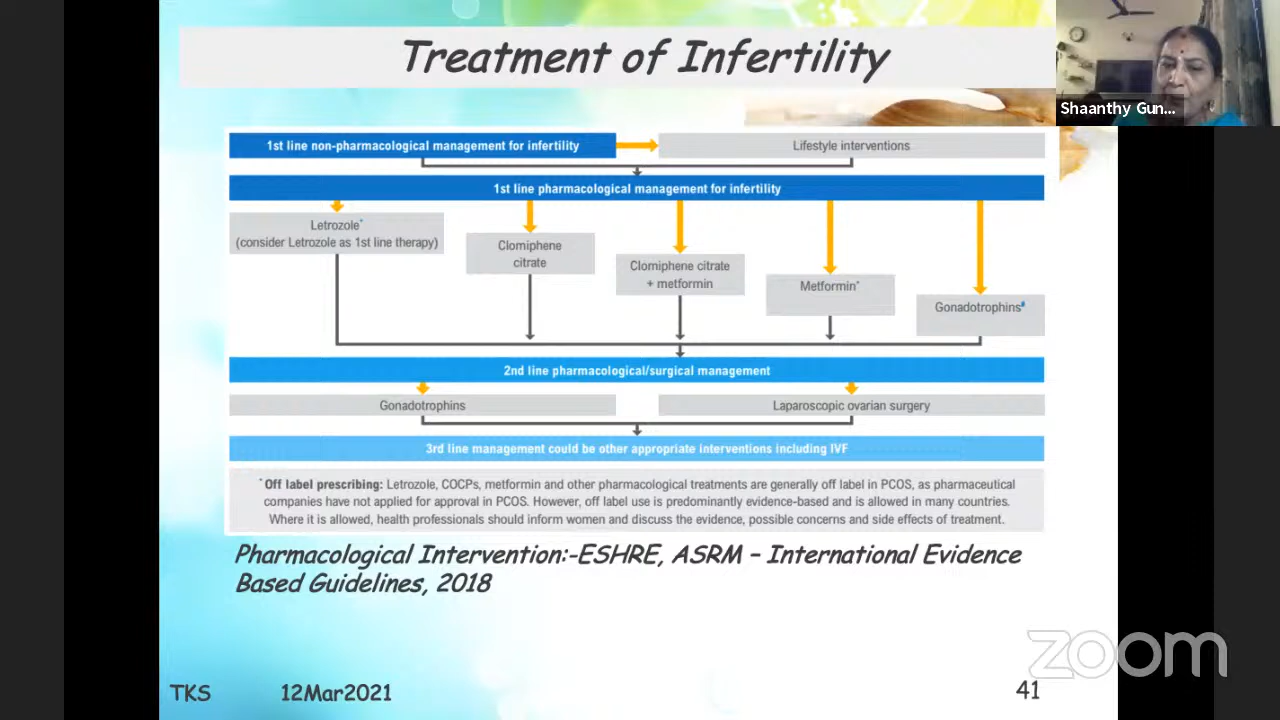 Treatment of Infertility
Shaanthy Gun...
1st line non-pharmacological management for infertility
Lifestyle interventions
1st line pharmacological management for infertility
Letrozole*
(consider Letrozole as 1st line therapy)
Clomiphene
citrate
Clomiphene citrate
+ metformin
Metformin*
Gonadotrophins#
2nd line pharmacological/surgical management
Gonadotrophins
Laparoscopic ovarian surgery
3rd line management could be other appropriate interventions including IVF
* Off label prescribing: Letrozole, COCPs, metformin and other pharmacological treatments are generally off label in PCOS, as pharmaceutical
companies have not applied for approval in PCOS. However, off label use is predominantly evidence-based and is allowed in many countries.
Where it is allowed, health professionals should inform women and discuss the evidence, possible concerns and side effects of treatment.
Pharmacological Intervention:-ESHRE, ASRM – International Evidence
Based Guidelines, 2018
zoom
TKS
12Mar2021
41